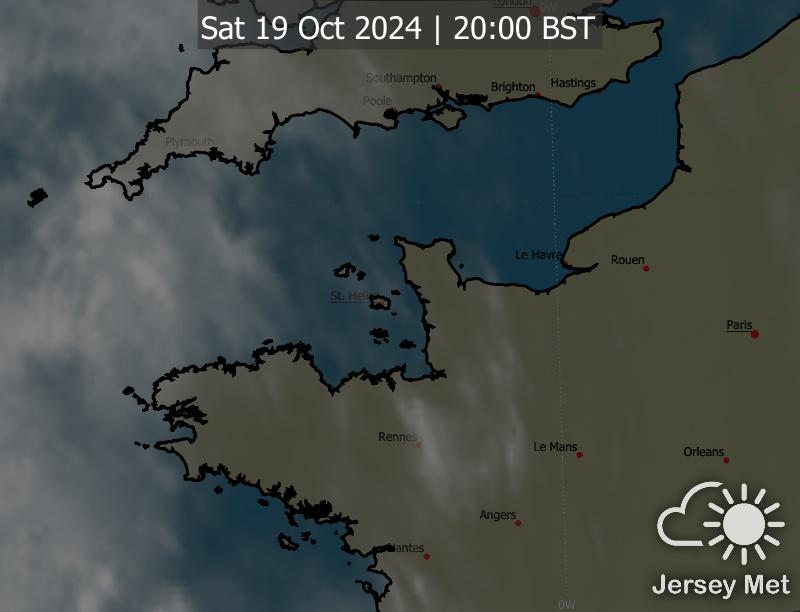 London
0W
Sat 19 Oct 2024 | 20:00 BST
Southampton
Brighton
Hastings
Poole
Plymouth
Le Havre
Rouen
St. Helier
Paris
Rennes
Le Mans
Orleans
Angers
Nantes
Jersey Met
0W